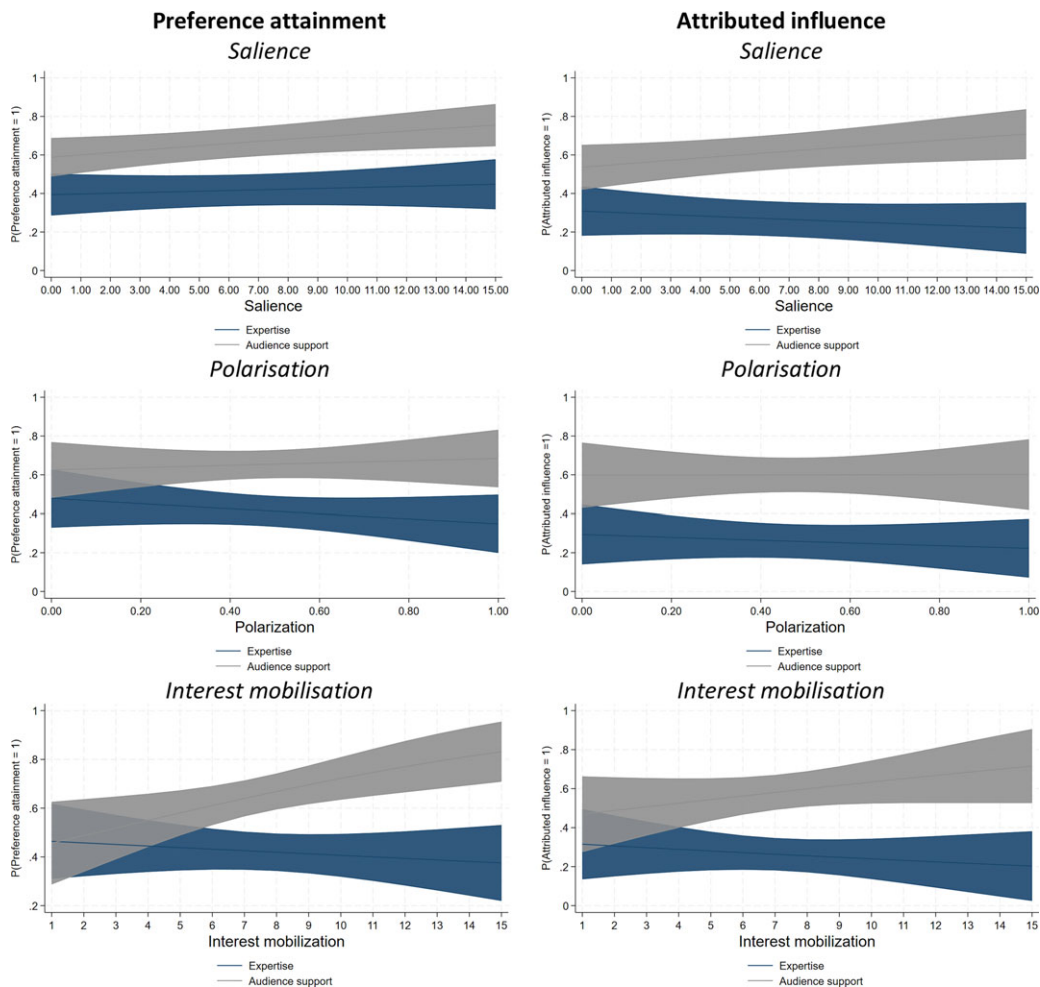 Preference attainment
Salience
P(Preference attainment = 1)
1
.8
.6
.4
.2
0
0.00 1.00 2.00 3.00 4.00 5.00 6.00 7.00 8.00 9.00 10.00 11.00 12.00 13.00 14.00 15.00
Salience
Expertise
Audience support
Attributed influence
Salience
P(Attributed influence = 1)
1
.8
.6
.4
.2
0
0.00 1.00 2.00 3.00 4.00 5.00 6.00 7.00 8.00 9.00 10.00 11.00 12.00 13.00 14.00 15.00
Salience
Expertise
Audience support
Polarisation
P(Preference attainment = 1)
1
.8
.6
.4
.2
0
0.00 0.20 0.40 0.60 0.80 1.00
Polarization
Expertise
Audience support
Polarisation
P(Attributed influence =1)
1
.8
.6
.4
.2
0
0.00 0.20 0.40 0.60 0.80 1.00
Polarization
Expertise
Audience support
Interest mobilisation
P(Preference attainment = 1)
1
.8
.6
.4
.2
1 2 3 4 5 6 7 8 9 10 11 12 13 14 15
Interest mobilization
Expertise
Audience support
Interest mobilisation
P(Attributed influence = 1)
1
.8
.6
.4
.2
0
1 2 3 4 5 6 7 8 9 10 11 12 13 14 15
Interest mobilization
Expertise
Audience support